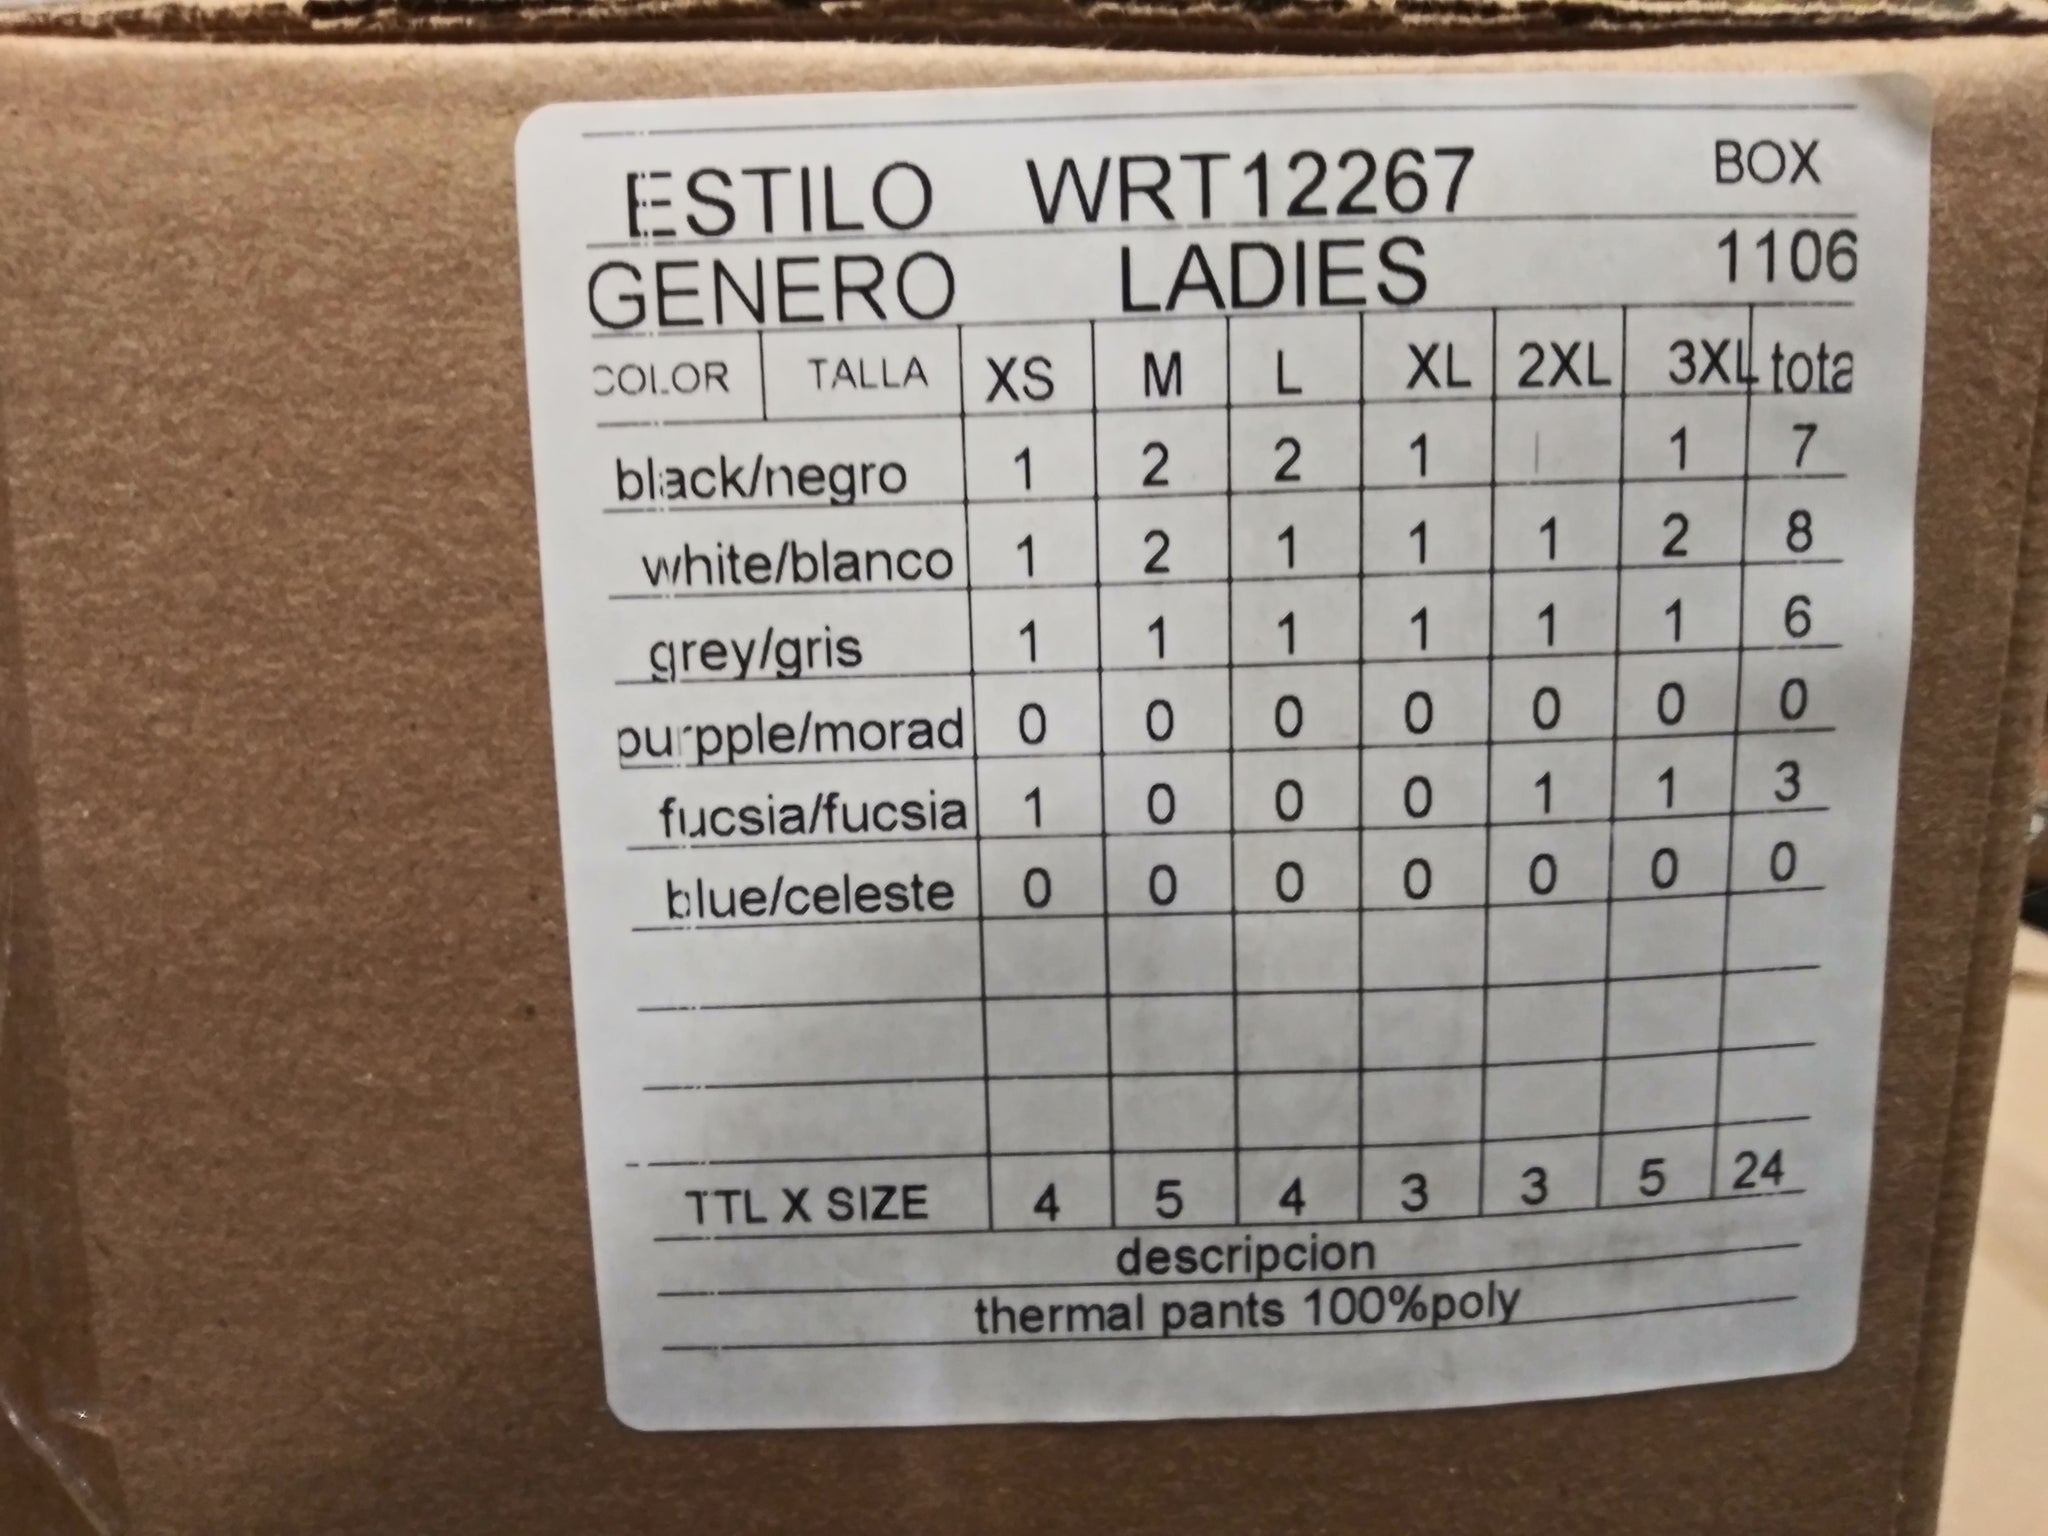 ESTILO WRT12267 BOX
GENERO LADIES 1106
COLOR TALLA XS M L XL 2XL 3XL tota
black/negro 1 2 2 1 1 7
white/blanco 1 2 1 1 1 2 8
grey/gris 1 1 1 1 1 1 6
purpple/morad 0 0 0 0 0 0 0
fucsia/fucsia 1 0 0 0 1 1 3
blue/celeste 0 0 0 0 0 0 0
TTL X SIZE 4 5 4 3 3 5 24
descripcion
thermal pants 100%poly